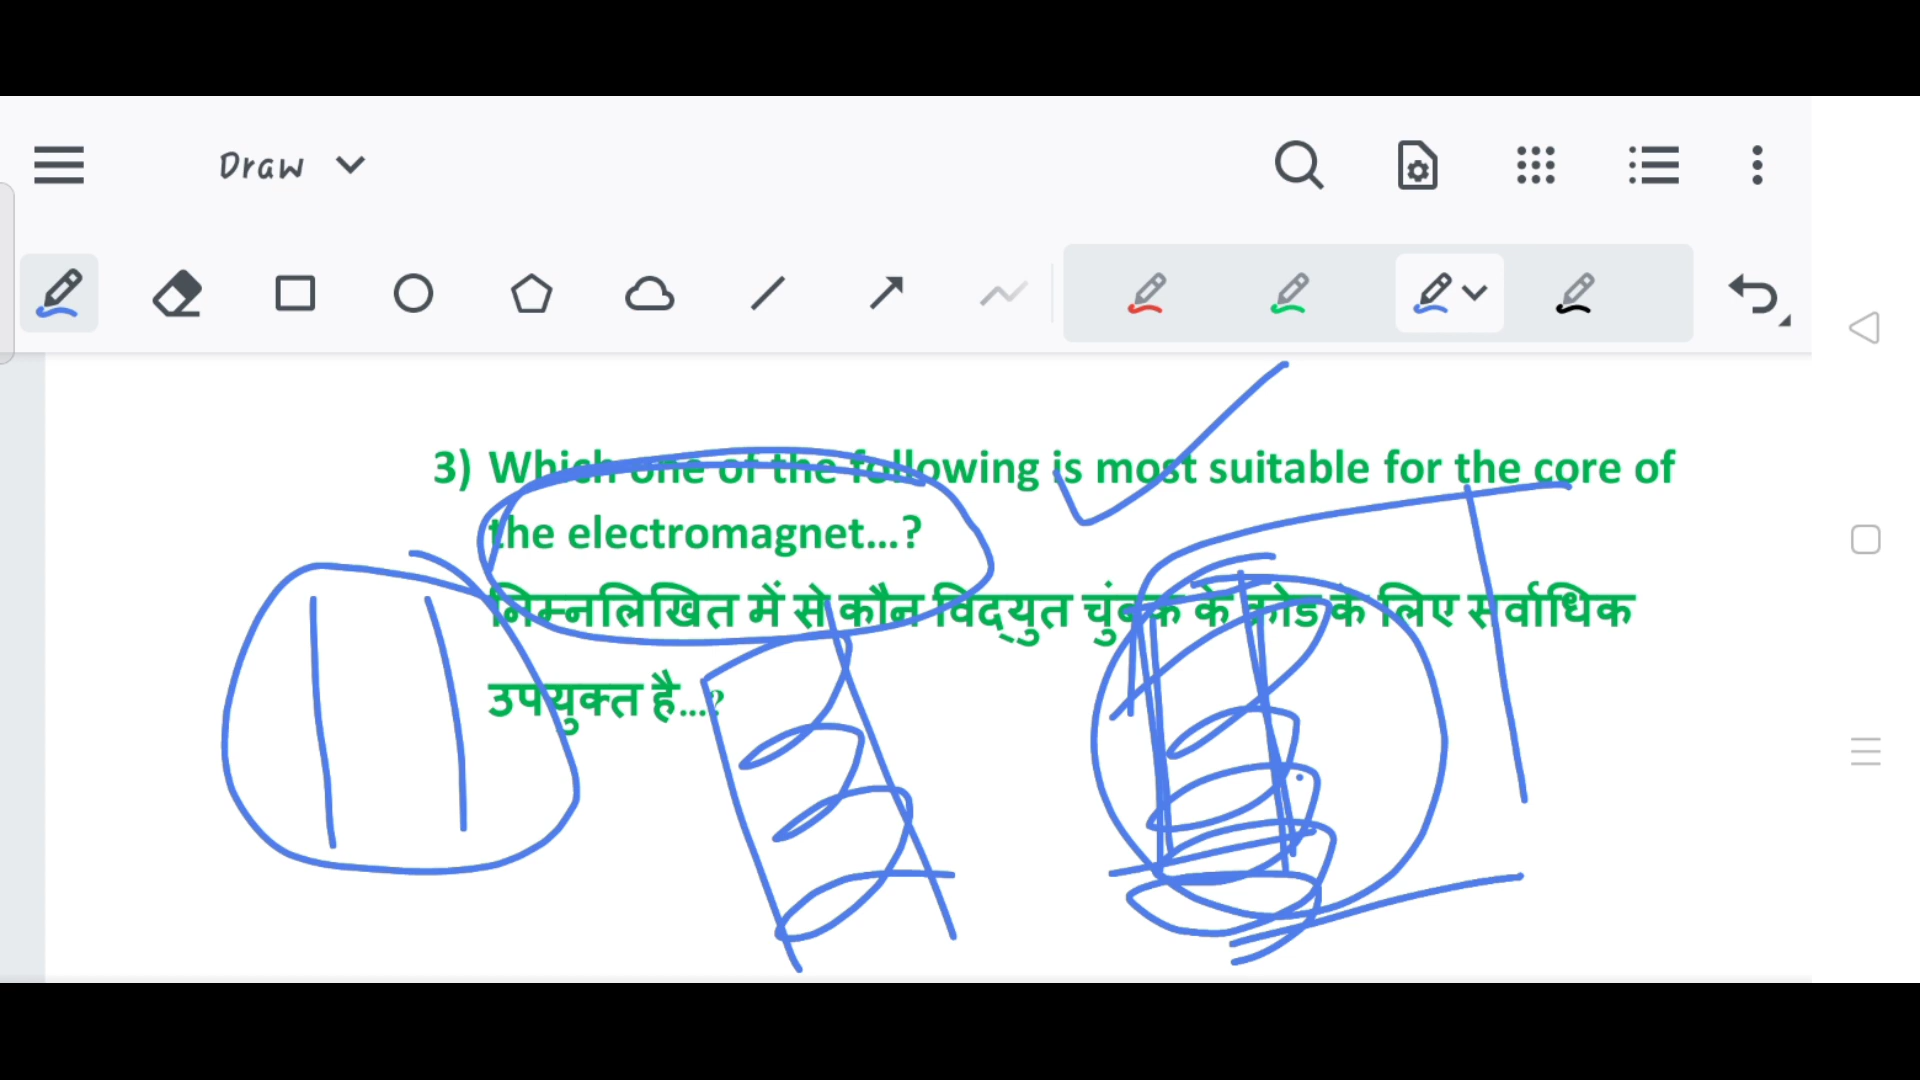 Draw
3) Which one of the following is most suitable for the core of
the electromagnet...?
निम्नलिखित में से कौन विद्युत चुंबक के क्रोड के लिए सर्वाधिक
उपयुक्त है...?